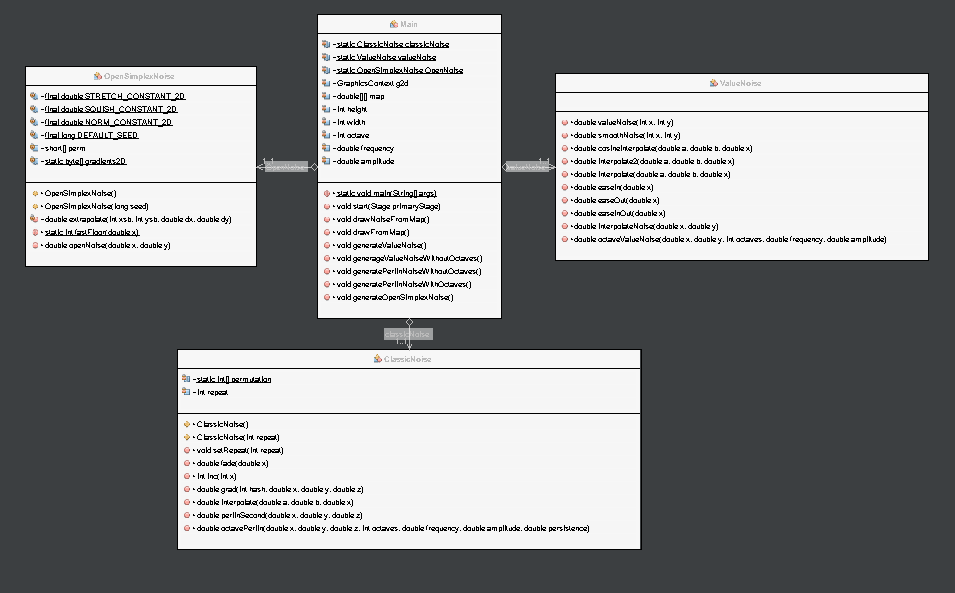 Main
-static ClassicNoise classicNoise
-static ValueNoise valueNoise
-static OpenSimplexNoise OpenNoise
-GraphicsContext g2d
-double[][] map
-int height
-int width
-int octave
-double frequency
-double amplitude
+static void main(String[] args)
+void start(Stage primaryStage)
+void drawNoiseFromMap()
+void drawFromMap()
+void generateValueNoise()
+void generageValueNoiseWithoutOctaves()
+void generatePerlinNoiseWithoutOctaves()
+void generatePerlinNoiseWithOctaves()
+void generateOpenSimplexNoise()
OpenSimplexNoise
-final double STRETCH_CONSTANT_2D
-final double SQUISH_CONSTANT_2D
-final double NORM_CONSTANT_2D
-final long DEFAULT_SEED
-short[] perm
-static byte[] gradients2D
+OpenSimplexNoise()
+OpenSimplexNoise(long seed)
-double extrapolate(int xsb, int ysb, double dx, double dy)
+static int fastFloor(double x)
+double openNoise(double x, double y)
1..1
ValueNoise
+double valueNoise(int x, int y)
+double smoothNoise(int x, int y)
+double cosineInterpolate(double a, double b, double x)
+double interpolate2(double a, double b, double x)
+double interpolate(double a, double b, double x)
+double easeIn(double x)
+double easeOut(double x)
+double easeInOut(double x)
+double interpolateNoise(double x, double y)
+double octaveValueNoise(double x, double y, int octaves, double frequency, double amplitude)
1..1
classicNoise
1..1
ClassicNoise
-static int[] permutation
-int repeat
+ClassicNoise()
+ClassicNoise(int repeat)
+void setRepeat(int repeat)
+double fade(double x)
+int inc(int x)
+double grad(int hash, double x, double y, double z)
+double interpolate(double a, double b, double x)
+double perlinSecond(double x, double y, double z)
+double octavePerlin(double x, double y, double z, int octaves, double frequency, double amplitude, double persistence)